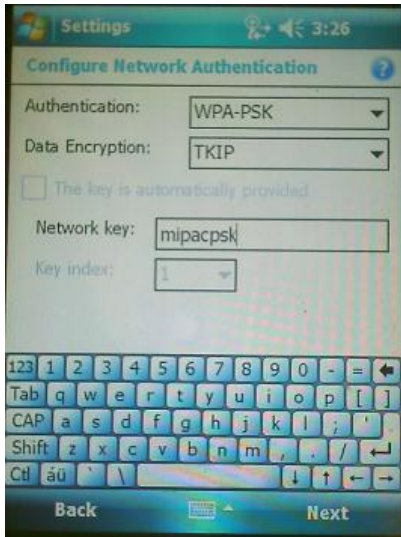 Settings 3:26
Configure Network Authentication ?
Authentication: WPA-PSK
Data Encryption: TKIP
The key is automatically provided
Network key: mipacpsk
Key index: 1
123 1 2 3 4 5 6 7 8 9 0 - =
Tab q w e r t y u i o p [ ]
CAP a s d f g h j k l ; '
Shift z x c v b n m , . /
Ctl áü ` \
Back Next